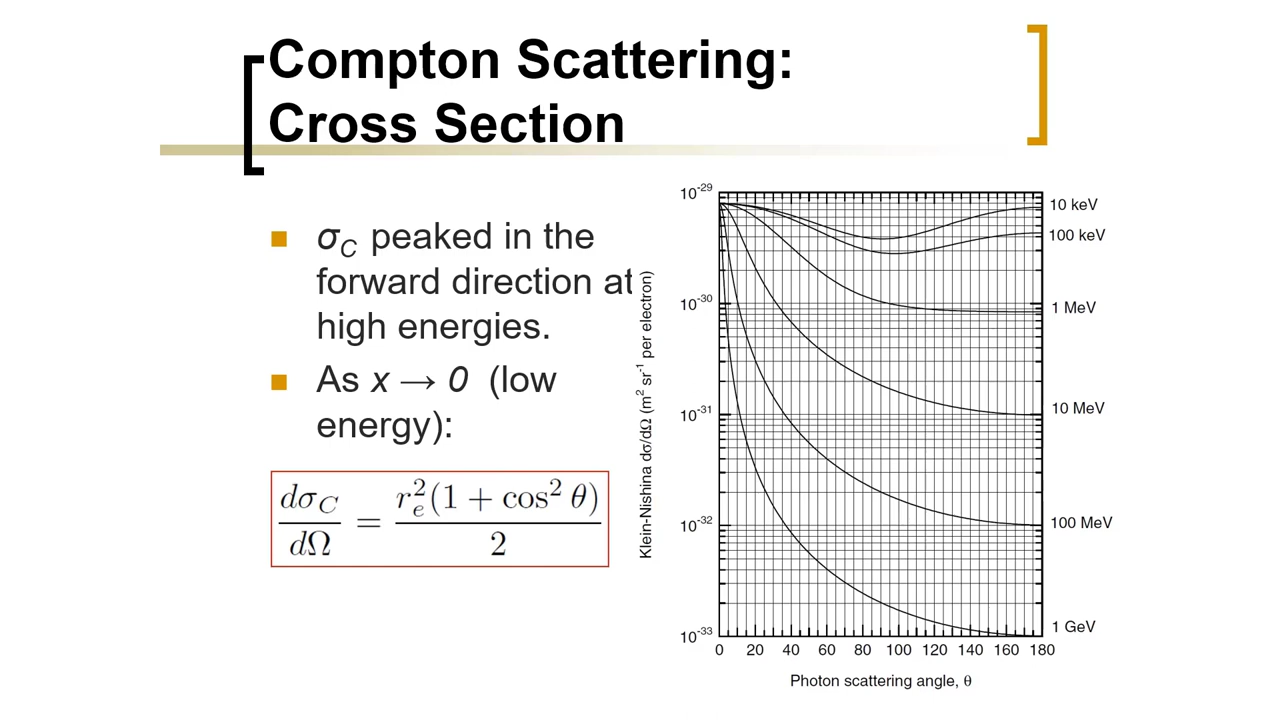 Compton Scattering:
Cross Section
σC peaked in the
forward direction at
high energies.
As x → 0 (low
energy):
dσC/dΩ = re²(1 + cos² θ)/2
Klein-Nishina dσ/dΩ (m² sr⁻¹ per electron)
10⁻²⁹
10⁻³⁰
10⁻³¹
10⁻³²
10⁻³³
10 keV
100 keV
1 MeV
10 MeV
100 MeV
1 GeV
0 20 40 60 80 100 120 140 160 180
Photon scattering angle, θ